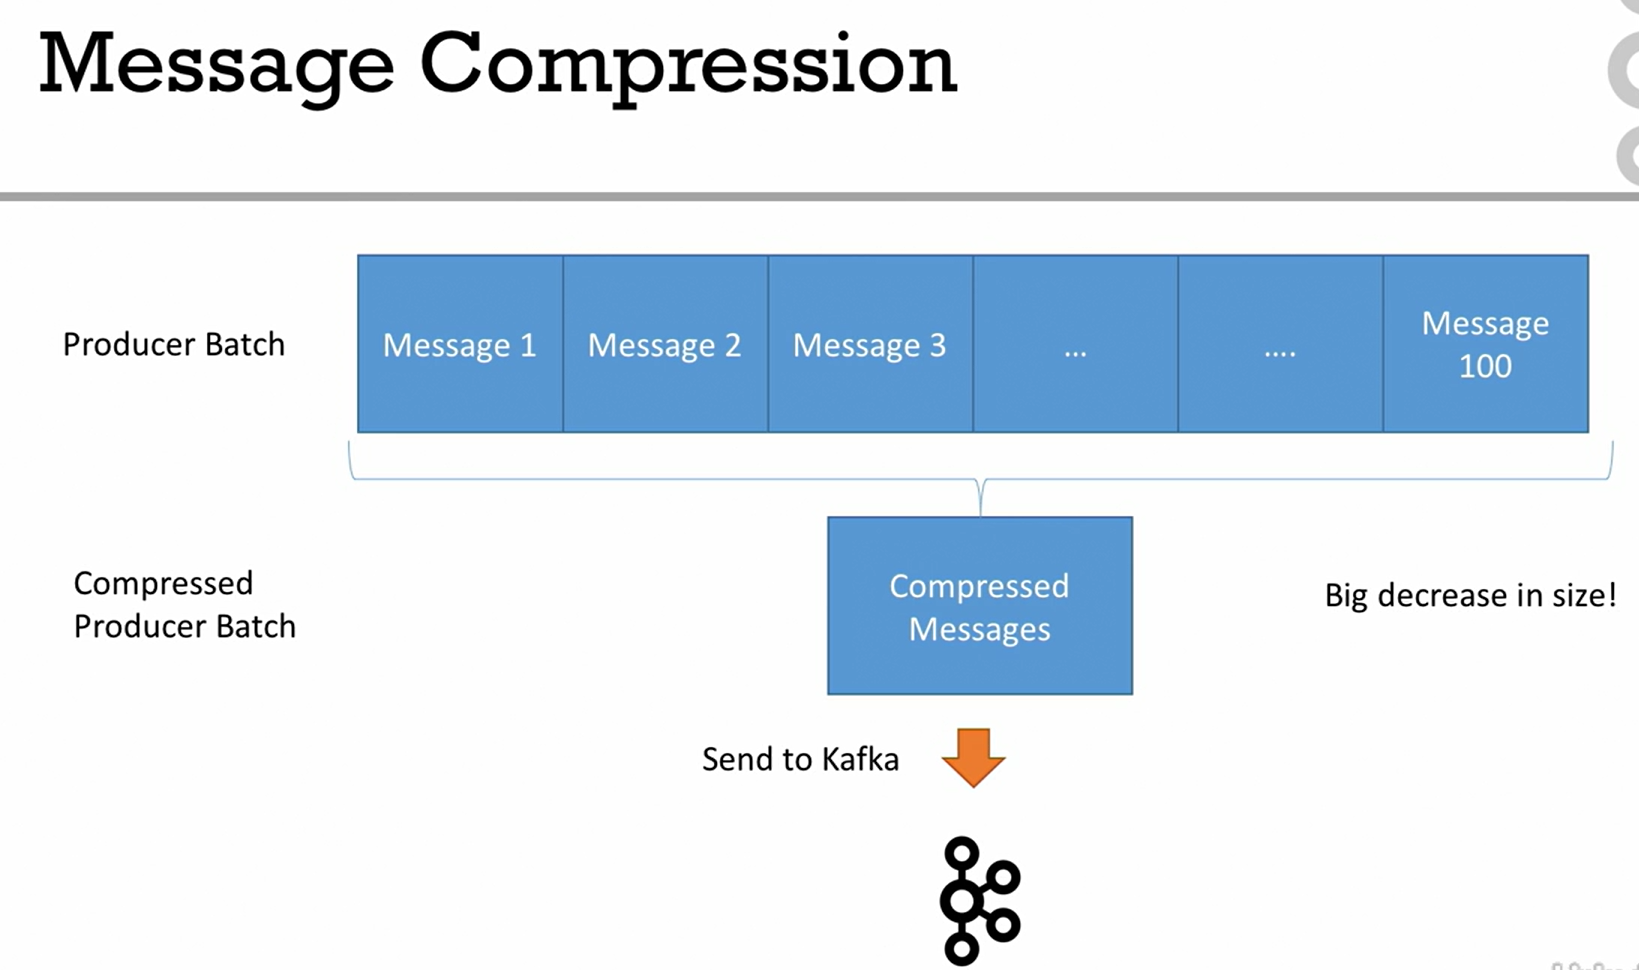 Message Compression
Producer Batch
Message 1
Message 2
Message 3
...
....
Message
100
Compressed
Producer Batch
Compressed
Messages
Big decrease in size!
Send to Kafka